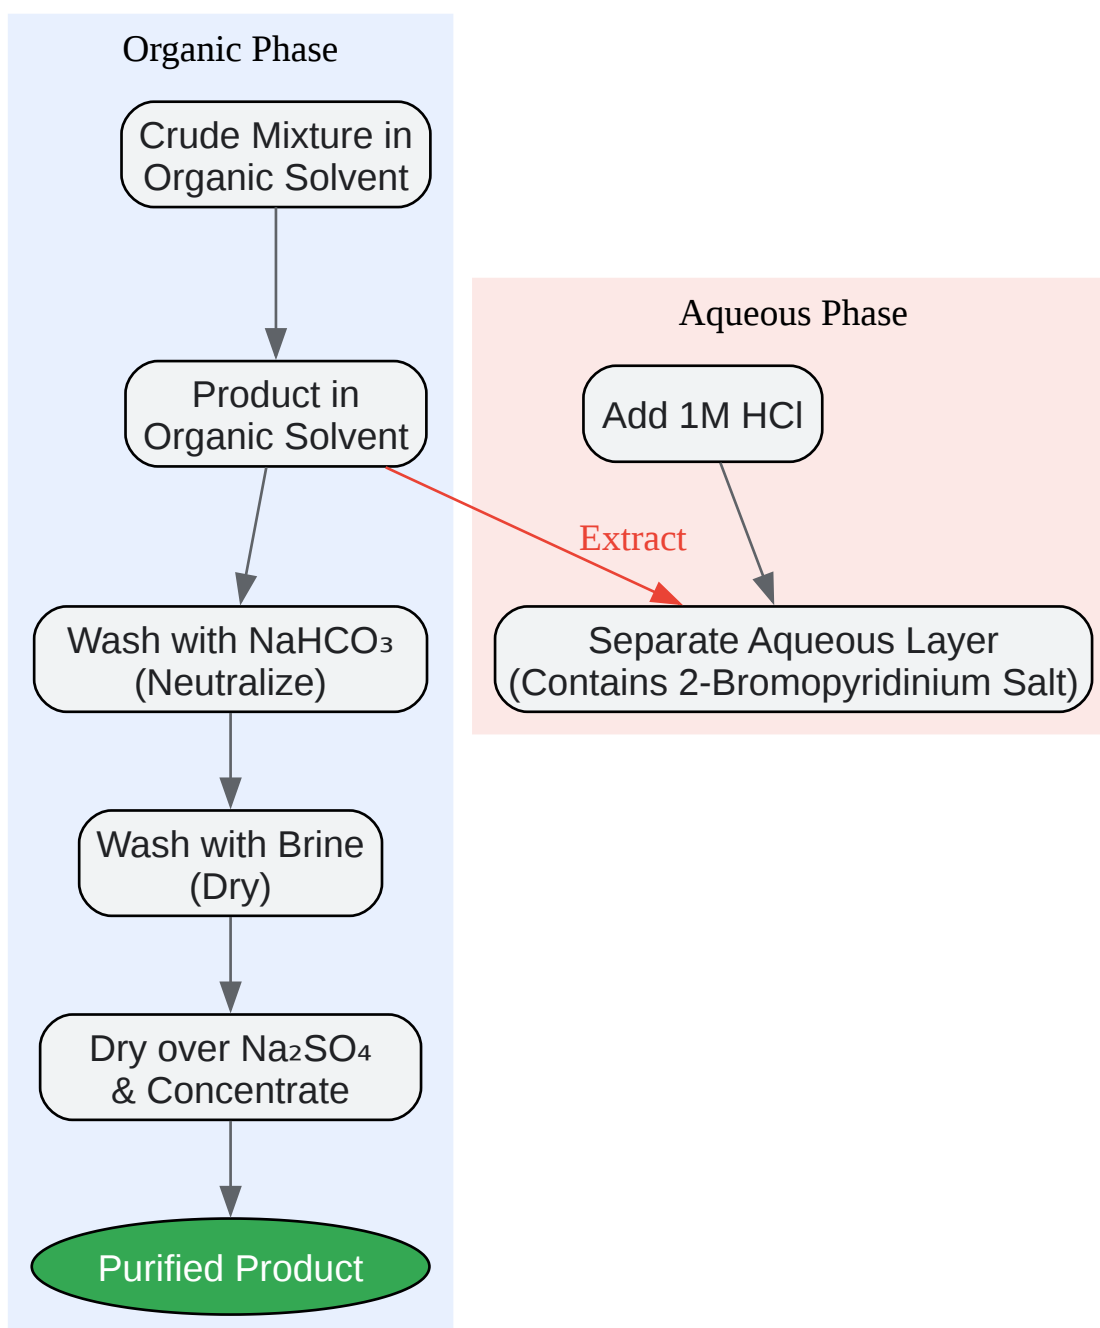 Organic Phase
Crude Mixture in
Organic Solvent
Aqueous Phase
Product in
Organic Solvent
Add 1M HCl
Extract
Wash with NaHCO₃
(Neutralize)
Separate Aqueous Layer
(Contains 2-Bromopyridinium Salt)
Wash with Brine
(Dry)
Dry over Na₂SO₄
& Concentrate
Purified Product